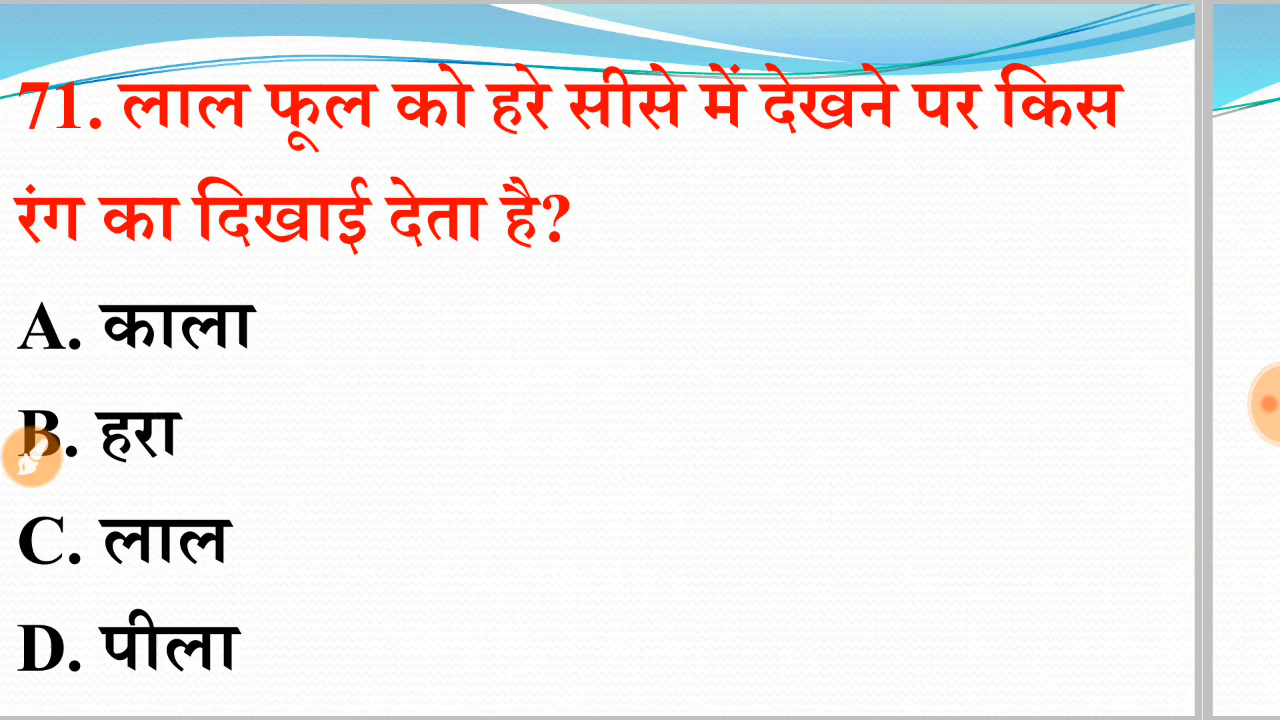 71. लाल फूल को हरे सीसे में देखने पर किस
रंग का दिखाई देता है?
A. काला
B. हरा
C. लाल
D. पीला